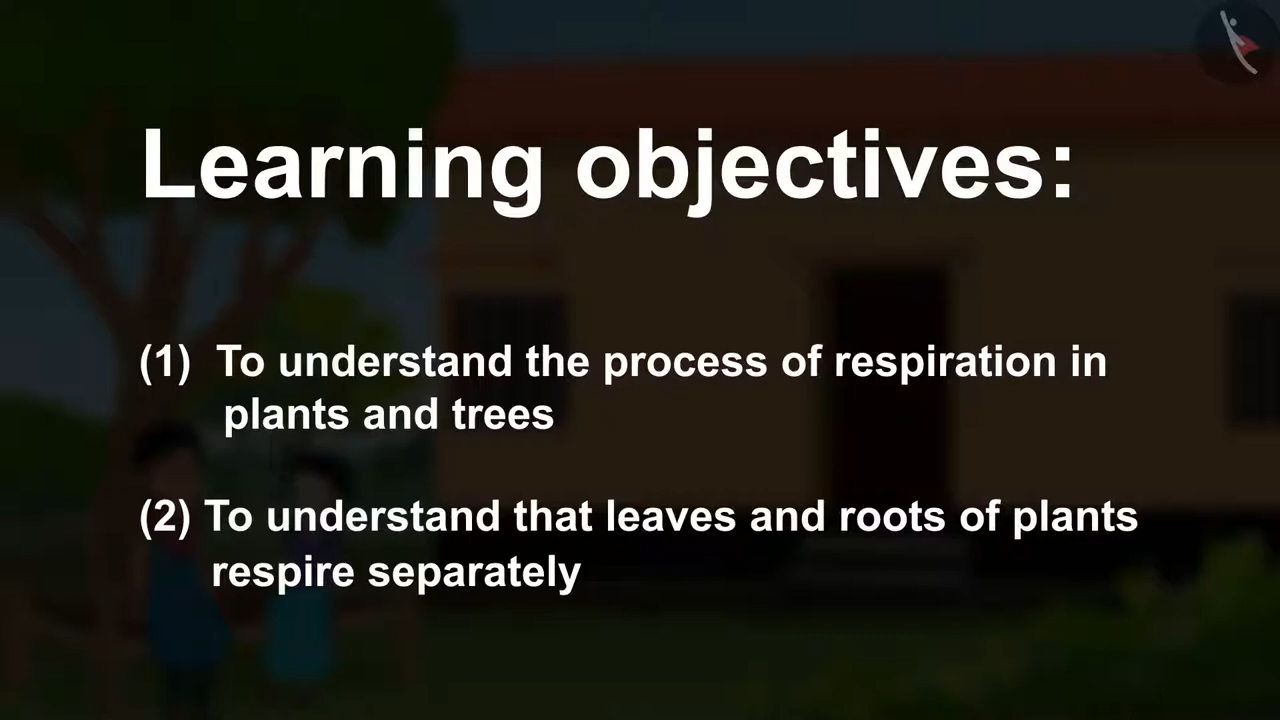 Learning objectives:
(1) To understand the process of respiration in
plants and trees
(2) To understand that leaves and roots of plants
respire separately